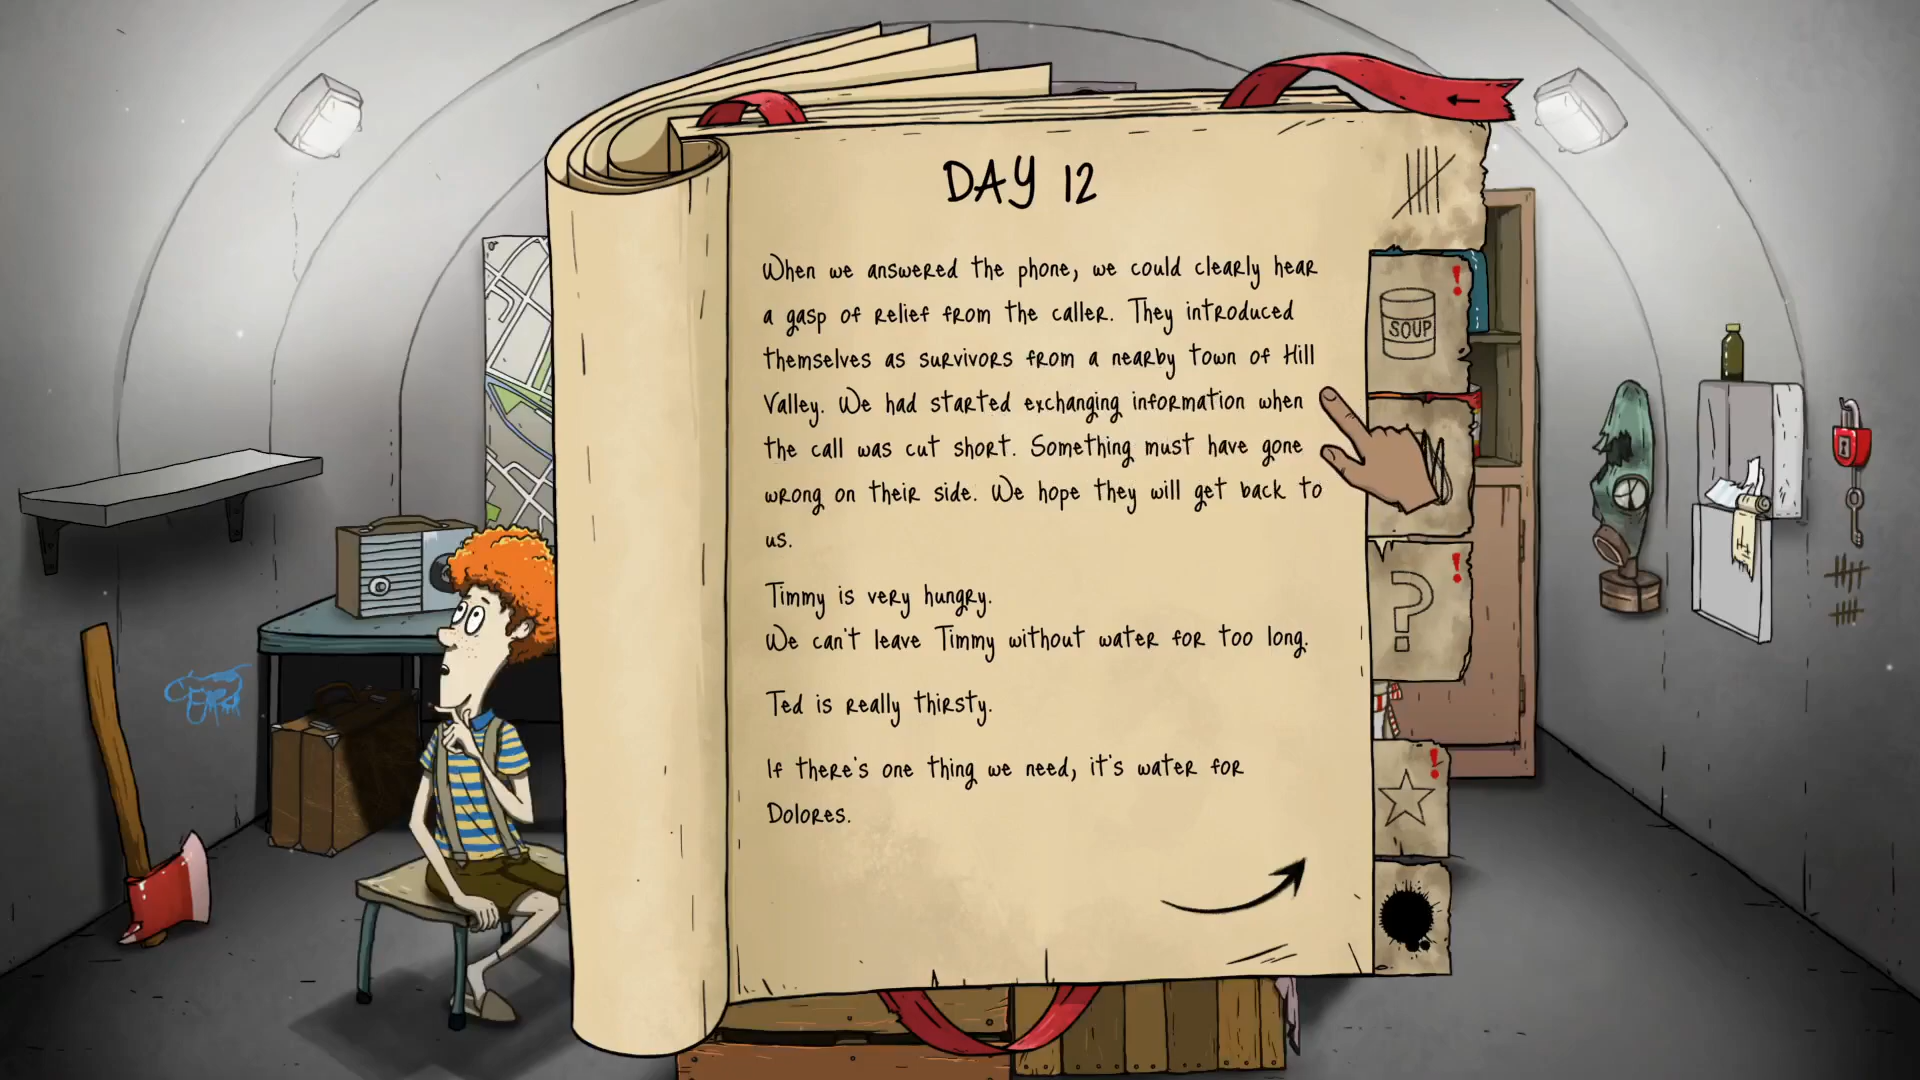 DAY 12
When we answered the phone, we could clearly hear
a gasp of relief from the caller. They introduced
themselves as survivors from a nearby town of Hill
Valley. We had started exchanging information when
the call was cut short. Something must have gone
wrong on their side. We hope they will get back to
us.
Timmy is very hungry.
We can't leave Timmy without water for too long.
Ted is really thirsty.
If there's one thing we need, it's water for
Dolores.
!
SOUP
!
?
!